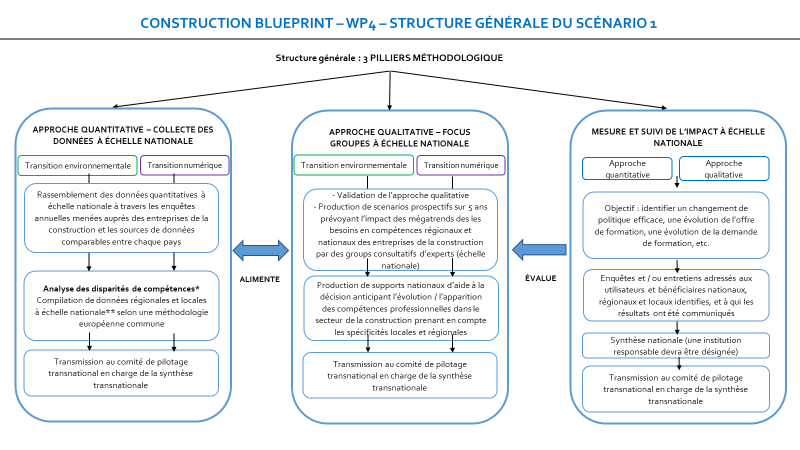 CONSTRUCTION BLUEPRINT – WP4 – STRUCTURE GÉNÉRALE DU SCÉNARIO 1
Structure générale : 3 PILLIERS MÉTHODOLOGIQUE
APPROCHE QUANTITATIVE – COLLECTE DES
DONNÉES À ÉCHELLE NATIONALE
Transition environnementale
Transition numérique
Rassemblement des données quantitatives à
échelle nationale à travers les enquêtes
annuelles menées auprès des entreprises de la
construction et les sources de données
comparables entre chaque pays
Analyse des disparités de compétences*
Compilation de données régionales et locales
à échelle nationale** selon une méthodologie
européenne commune
Transmission au comité de pilotage
transnational en charge de la synthèse
transnationale
ALIMENTE
APPROCHE QUALITATIVE – FOCUS
GROUPES À ÉCHELLE NATIONALE
Transition environnementale
Transition numérique
- Validation de l'approche qualitative
- Production de scenarios prospectifs sur 5 ans
prévoyant l'impact des mégatrends des les
besoins en compétences régionaux et
nationaux des entreprises de la construction
par des groups consultatifs d'experts (échelle
nationale)
Production de supports nationaux d'aide à la
décision anticipant l'évolution / l'apparition
des compétences professionnelles dans le
secteur de la construction prenant en compte
les spécificités locales et régionales
Transmission au comité de pilotage
transnational en charge de la synthèse
transnationale
ÉVALUE
MESURE ET SUIVI DE L'IMPACT À ÉCHELLE
NATIONALE
Approche
quantitative
Approche
qualitative
Objectif : identifier un changement de
politique efficace, une évolution de l'offre
de formation, une évolution de la demande
de formation, etc.
Enquêtes et / ou entretiens adressés aux
utilisateurs et bénéficiaires nationaux,
régionaux et locaux identifies, et à qui les
résultats ont été communiqués
Synthèse nationale (une institution
responsable devra être désignée)
Transmission au comité de pilotage
transnational en charge de la synthèse
transnationale